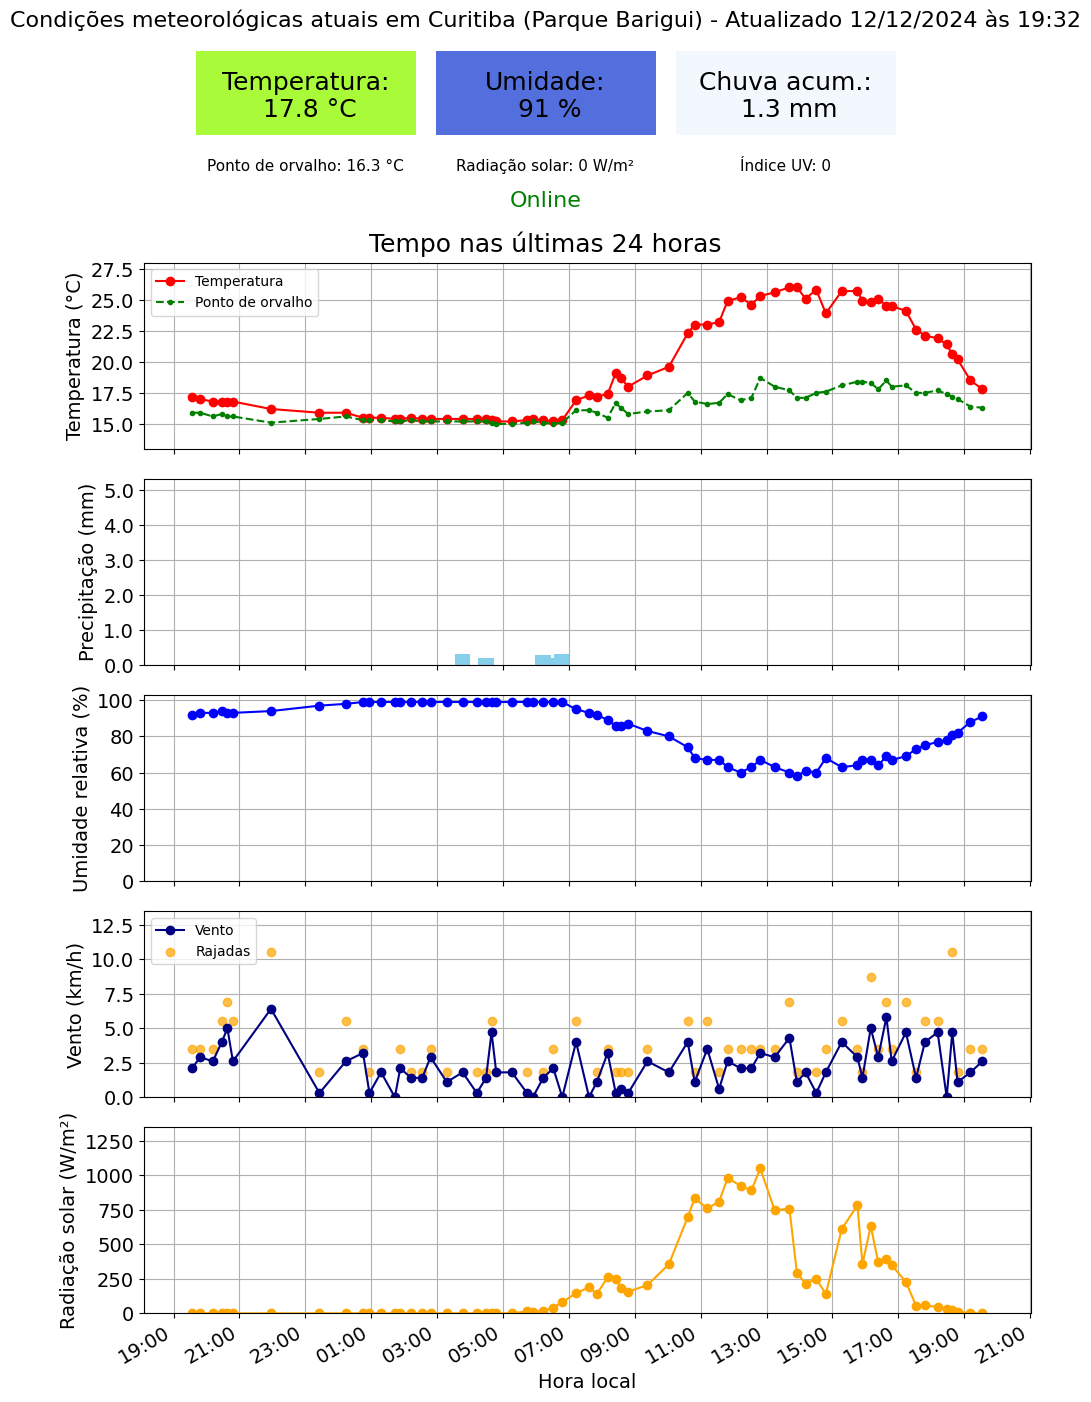 Condições meteorológicas atuais em Curitiba (Parque Barigui) - Atualizado 12/12/2024 às 19:32
Temperatura:
17.8 °C
Umidade:
91 %
Chuva acum.:
1.3 mm
Ponto de orvalho: 16.3 °C
Radiação solar: 0 W/m²
Índice UV: 0
Online
Tempo nas últimas 24 horas
Temperatura (°C)
27.5
25.0
22.5
20.0
17.5
15.0
Temperatura
Ponto de orvalho
Precipitação (mm)
5.0
4.0
3.0
2.0
1.0
0.0
Umidade relativa (%)
100
80
60
40
20
0
Vento (km/h)
12.5
10.0
7.5
5.0
2.5
0.0
Vento
Rajadas
Radiação solar (W/m²)
1250
1000
750
500
250
0
19:00
21:00
23:00
01:00
03:00
05:00
07:00
09:00
11:00
13:00
15:00
17:00
19:00
21:00
Hora local